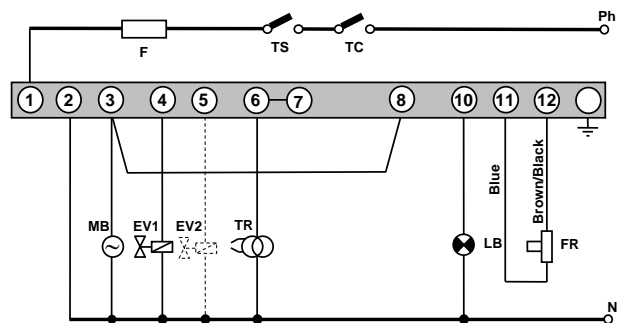 Ph
F
TS
TC
1 2 3 4 5 6 7 8 10 11 12
Blue
Brown/Black
MB
EV1
EV2
TR
LB
FR
N